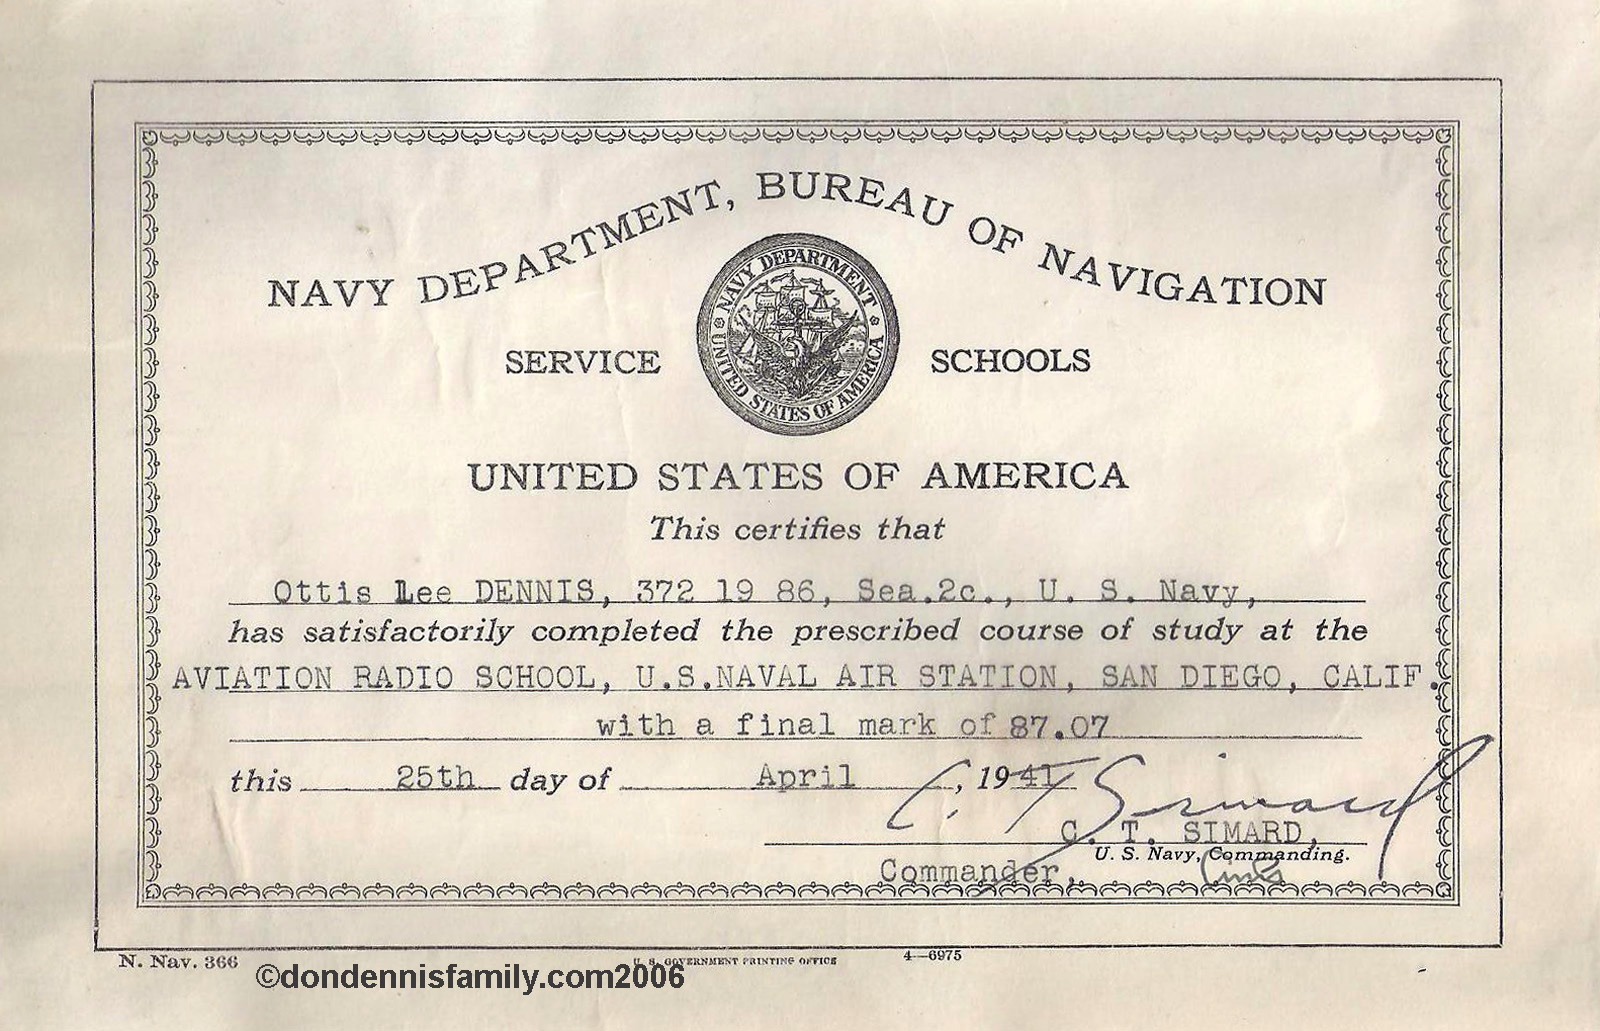 NAVY DEPARTMENT, BUREAU OF NAVIGATION
NAVY DEPARTMENT
UNITED STATES OF AMERICA
SERVICE SCHOOLS
UNITED STATES OF AMERICA
This certifies that
Ottis Lee DENNIS, 372 19 86, Sea.2c., U. S. Navy,
has satisfactorily completed the prescribed course of study at the
AVIATION RADIO SCHOOL, U.S.NAVAL AIR STATION, SAN DIEGO, CALIF.
with a final mark of 87.07
this 25th day of April, 1941
C. T. Simard
C. T. SIMARD,
U. S. Navy, Commanding.
Commander,
N. Nav. 366
U. S. GOVERNMENT PRINTING OFFICE
4—6975
©dondennisfamily.com2006